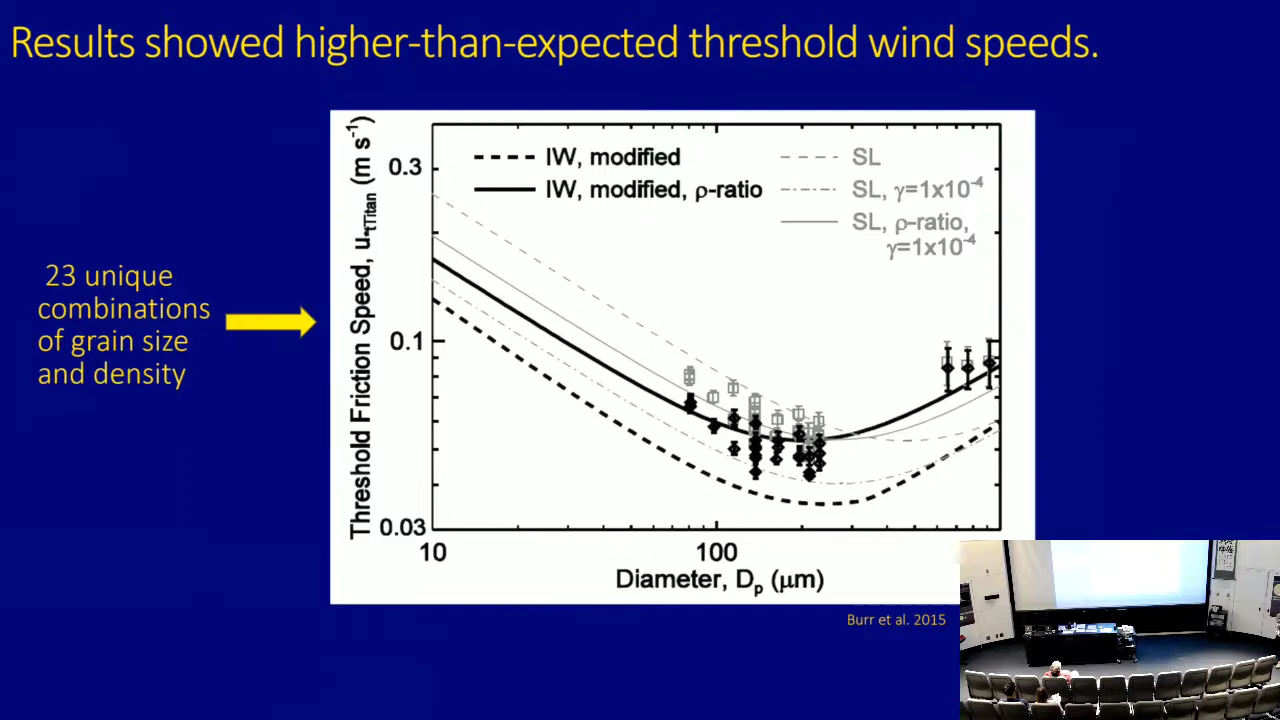 Results showed higher-than-expected threshold wind speeds.
23 unique
combinations
of grain size
and density
Threshold Friction Speed, u*tTitan (m s-1)
0.3
0.1
0.03
IW, modified
IW, modified, ρ-ratio
SL
SL, γ=1x10-4
SL, ρ-ratio,
γ=1x10-4
10
100
Diameter, Dp (μm)
Burr et al. 2015